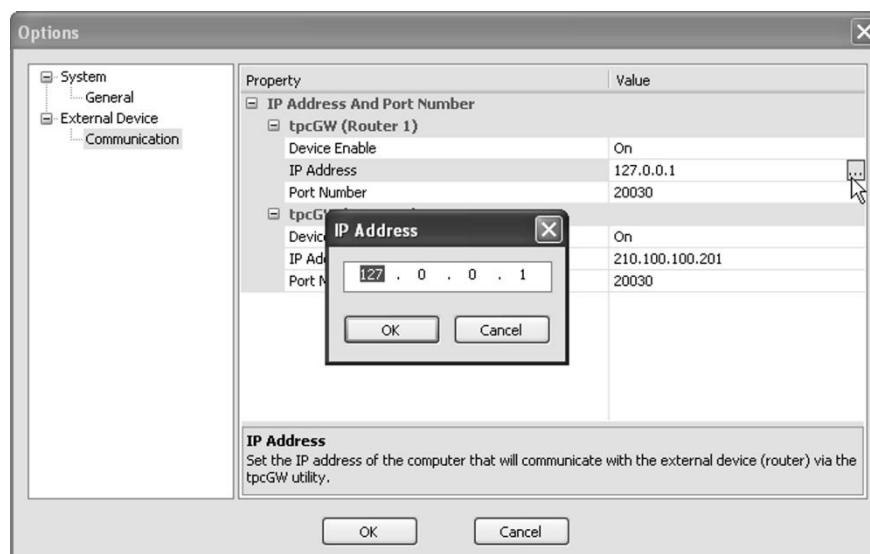 Options
System
General
External Device
Communication
Property Value
IP Address And Port Number
tpcGW (Router 1)
Device Enable On
IP Address 127.0.0.1 ...
Port Number 20030
tpcG
On
210.100.100.201
20030
IP Address
127 . 0 . 0 . 1
OK Cancel
IP Address
Set the IP address of the computer that will communicate with the external device (router) via the
tpcGW utility.
OK Cancel